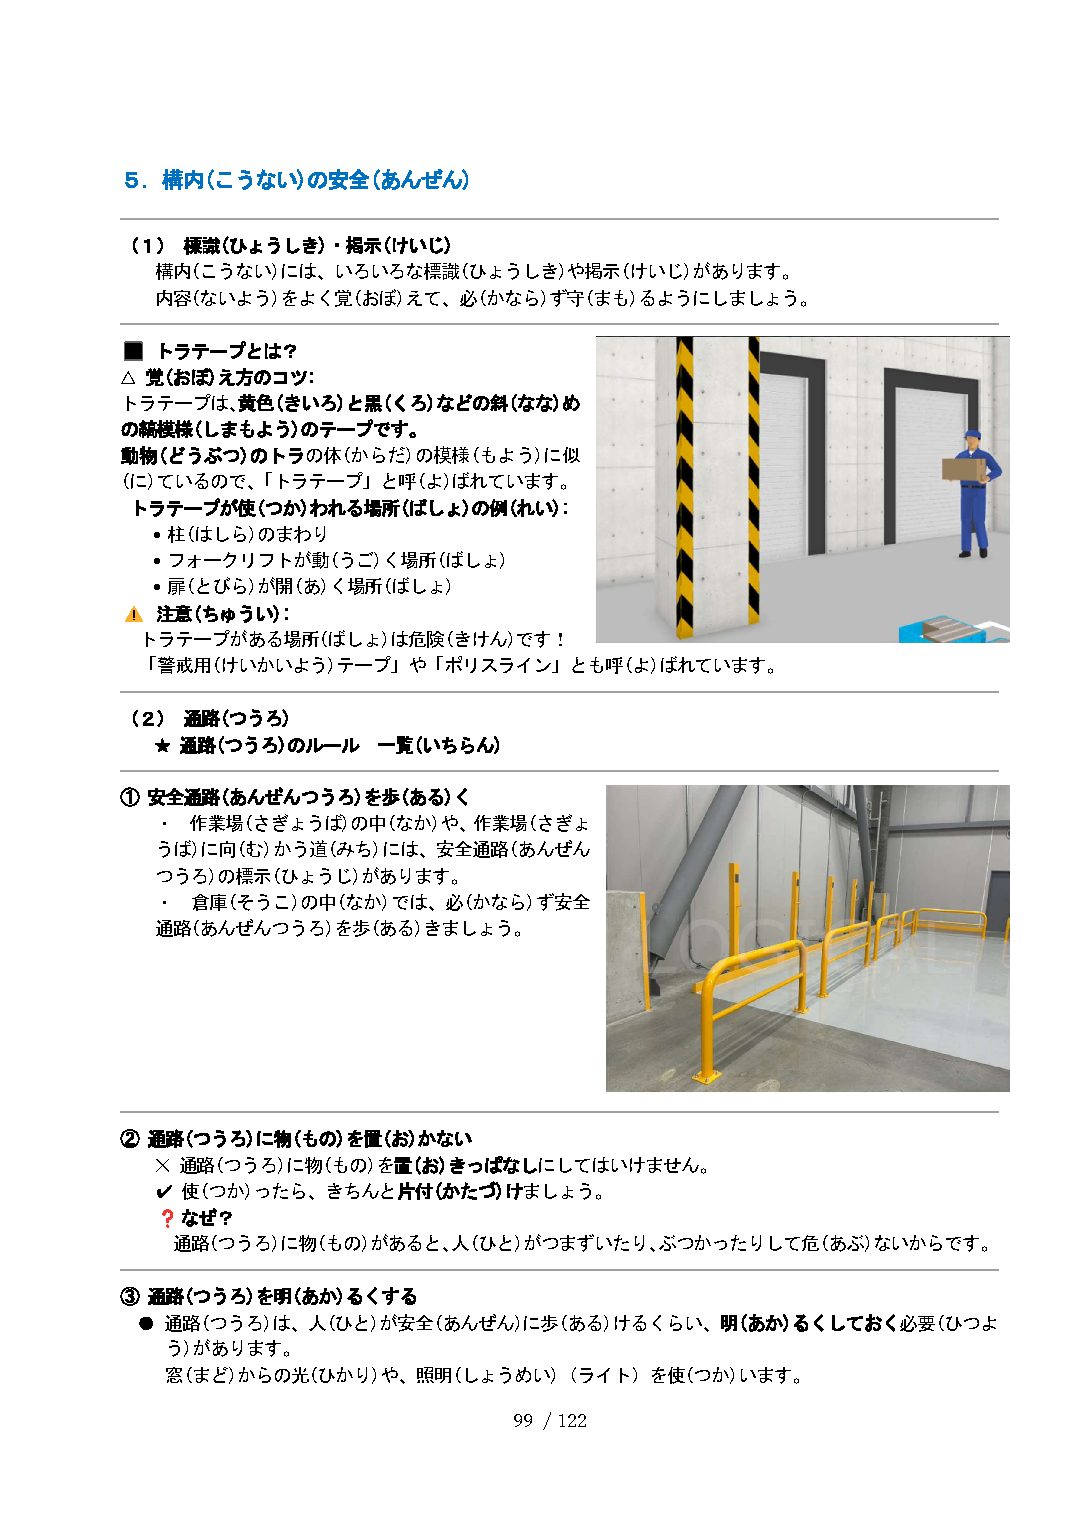 ５．構内(こうない)の安全(あんぜん)
（１）　標識(ひょうしき)・掲示(けいじ)
構内(こうない)には、いろいろな標識(ひょうしき)や掲示(けいじ)があります。
内容(ないよう)をよく覚(おぼ)えて、必(かなら)ず守(まも)るようにしましょう。
■ トラテープとは？
△ 覚(おぼ)え方のコツ：
トラテープは、黄色(きいろ)と黒(くろ)などの斜(なな)め
の縞模様(しまもよう)のテープです。
動物(どうぶつ)のトラの体(からだ)の模様(もよう)に似
(に)ているので、「トラテープ」と呼(よ)ばれています。
トラテープが使(つか)われる場所(ばしょ)の例(れい)：
• 柱(はしら)のまわり
• フォークリフトが動(うご)く場所(ばしょ)
• 扉(とびら)が開(あ)く場所(ばしょ)
⚠ 注意(ちゅうい)：
トラテープがある場所(ばしょ)は危険(きけん)です！
「警戒用(けいかいよう)テープ」や「ポリスライン」とも呼(よ)ばれています。
（２）　通路(つうろ)
★ 通路(つうろ)のルール　一覧(いちらん)
① 安全通路(あんぜんつうろ)を歩(ある)く
・　作業場(さぎょうば)の中(なか)や、作業場(さぎょ
うば)に向(む)かう道(みち)には、安全通路(あんぜん
つうろ)の標示(ひょうじ)があります。
・　倉庫(そうこ)の中(なか)では、必(かなら)ず安全
通路(あんぜんつうろ)を歩(ある)きましょう。
② 通路(つうろ)に物(もの)を置(お)かない
× 通路(つうろ)に物(もの)を置(お)きっぱなしにしてはいけません。
✔ 使(つか)ったら、きちんと片付(かたづ)けましょう。
❓なぜ？
通路(つうろ)に物(もの)があると、人(ひと)がつまずいたり、ぶつかったりして危(あぶ)ないからです。
③ 通路(つうろ)を明(あか)るくする
● 通路(つうろ)は、人(ひと)が安全(あんぜん)に歩(ある)けるくらい、明(あか)るくしておく必要(ひつよ
う)があります。
窓(まど)からの光(ひかり)や、照明(しょうめい)（ライト）を使(つか)います。
99 / 122